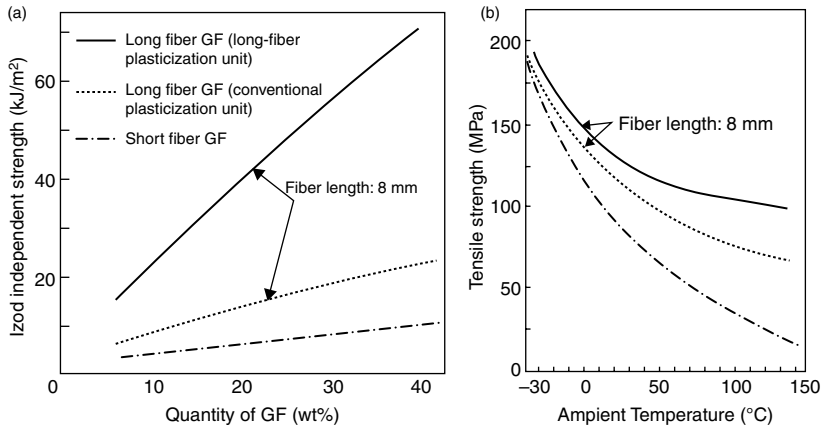 (a)
Izod independent strength (kJ/m²)
60
40
20
0
10
20
30
40
Quantity of GF (wt%)
Long fiber GF (long-fiber
plasticization unit)
Long fiber GF (conventional
plasticization unit)
Short fiber GF
Fiber length: 8 mm
(b)
Tensile strength (MPa)
200
150
100
50
0
–30
0
50
100
150
Ampient Temperature (°C)
Fiber length: 8 mm